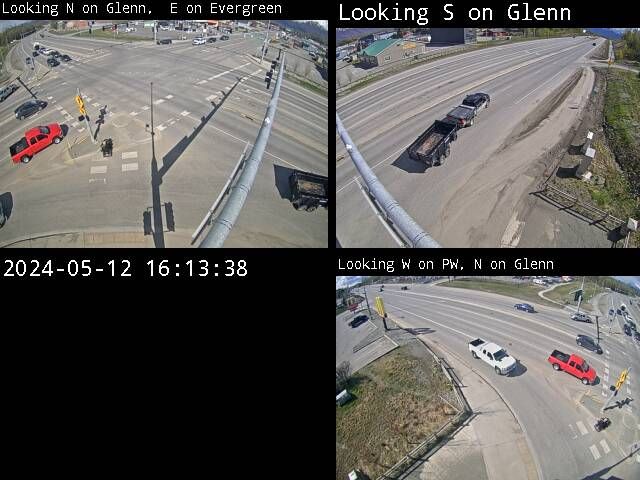 Looking N on Glenn,  E on Evergreen
Looking S on Glenn
2024-05-12 16:13:38
Looking W on PW, N on Glenn